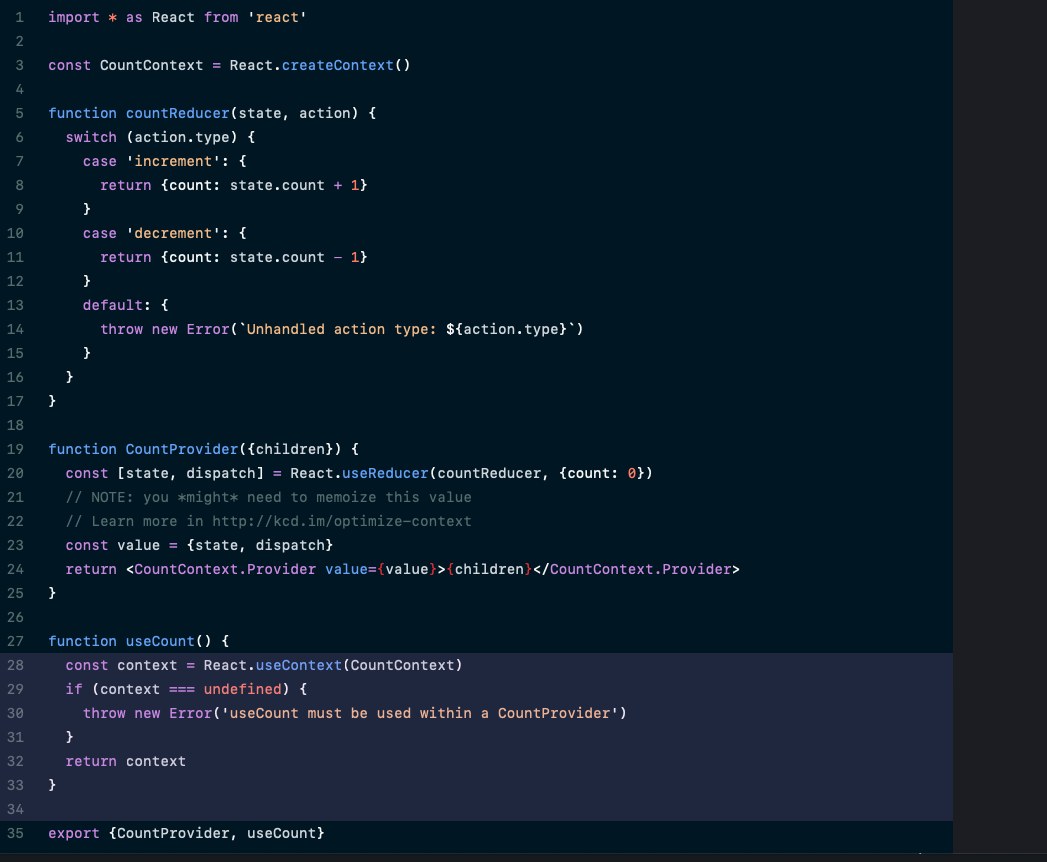 1 import * as React from 'react'
2
3 const CountContext = React.createContext()
4
5 function countReducer(state, action) {
6   switch (action.type) {
7     case 'increment': {
8       return {count: state.count + 1}
9     }
10     case 'decrement': {
11       return {count: state.count - 1}
12     }
13     default: {
14       throw new Error(`Unhandled action type: ${action.type}`)
15     }
16   }
17 }
18
19 function CountProvider({children}) {
20   const [state, dispatch] = React.useReducer(countReducer, {count: 0})
21   // NOTE: you *might* need to memoize this value
22   // Learn more in http://kcd.im/optimize-context
23   const value = {state, dispatch}
24   return <CountContext.Provider value={value}>{children}</CountContext.Provider>
25 }
26
27 function useCount() {
28   const context = React.useContext(CountContext)
29   if (context === undefined) {
30     throw new Error('useCount must be used within a CountProvider')
31   }
32   return context
33 }
34
35 export {CountProvider, useCount}